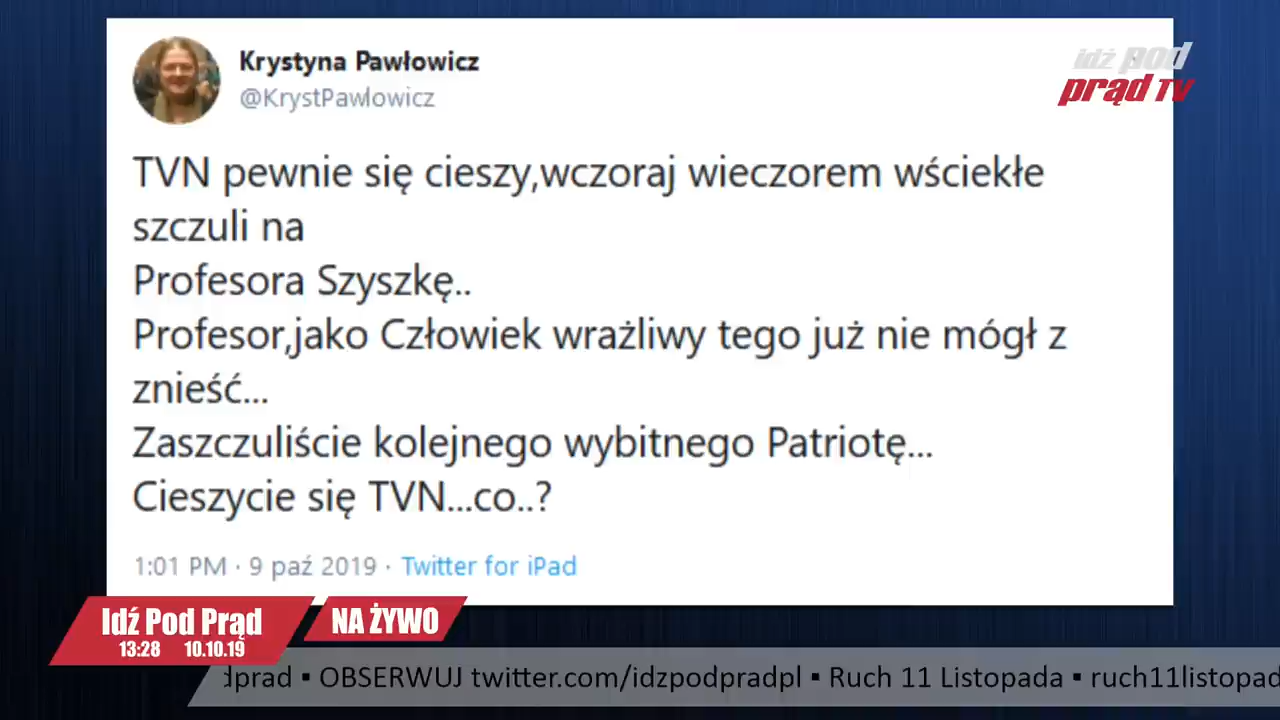 Krystyna Pawłowicz
@KrystPawlowicz
idź pod
prąd TV
TVN pewnie się cieszy,wczoraj wieczorem wściekłe
szczuli na
Profesora Szyszkę..
Profesor,jako Człowiek wrażliwy tego już nie mógł z
znieść...
Zaszczuliście kolejnego wybitnego Patriotę...
Cieszycie się TVN...co..?
1:01 PM · 9 paź 2019 · Twitter for iPad
Idź Pod Prąd
NA ŻYWO
13:28 10.10.19
dprad ▪ OBSERWUJ twitter.com/idzpodpradpl ▪ Ruch 11 Listopada ▪ ruch11listopad